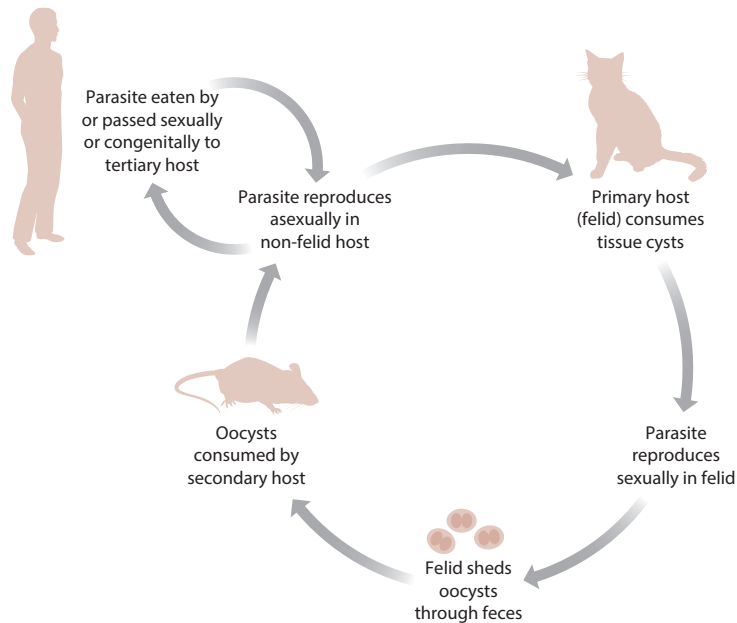 Parasite eaten by
or passed sexually
or congenitally to
tertiary host
Parasite reproduces
asexually in
non-felid host
Primary host
(felid) consumes
tissue cysts
Parasite
reproduces
sexually in felid
Felid sheds
oocysts
through feces
Oocysts
consumed by
secondary host